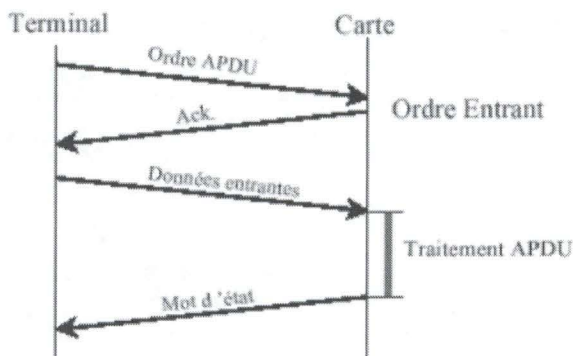 Terminal
Carte
Ordre APDU
Ordre Entrant
Ack.
Données entrantes
Traitement APDU
Mot d 'état